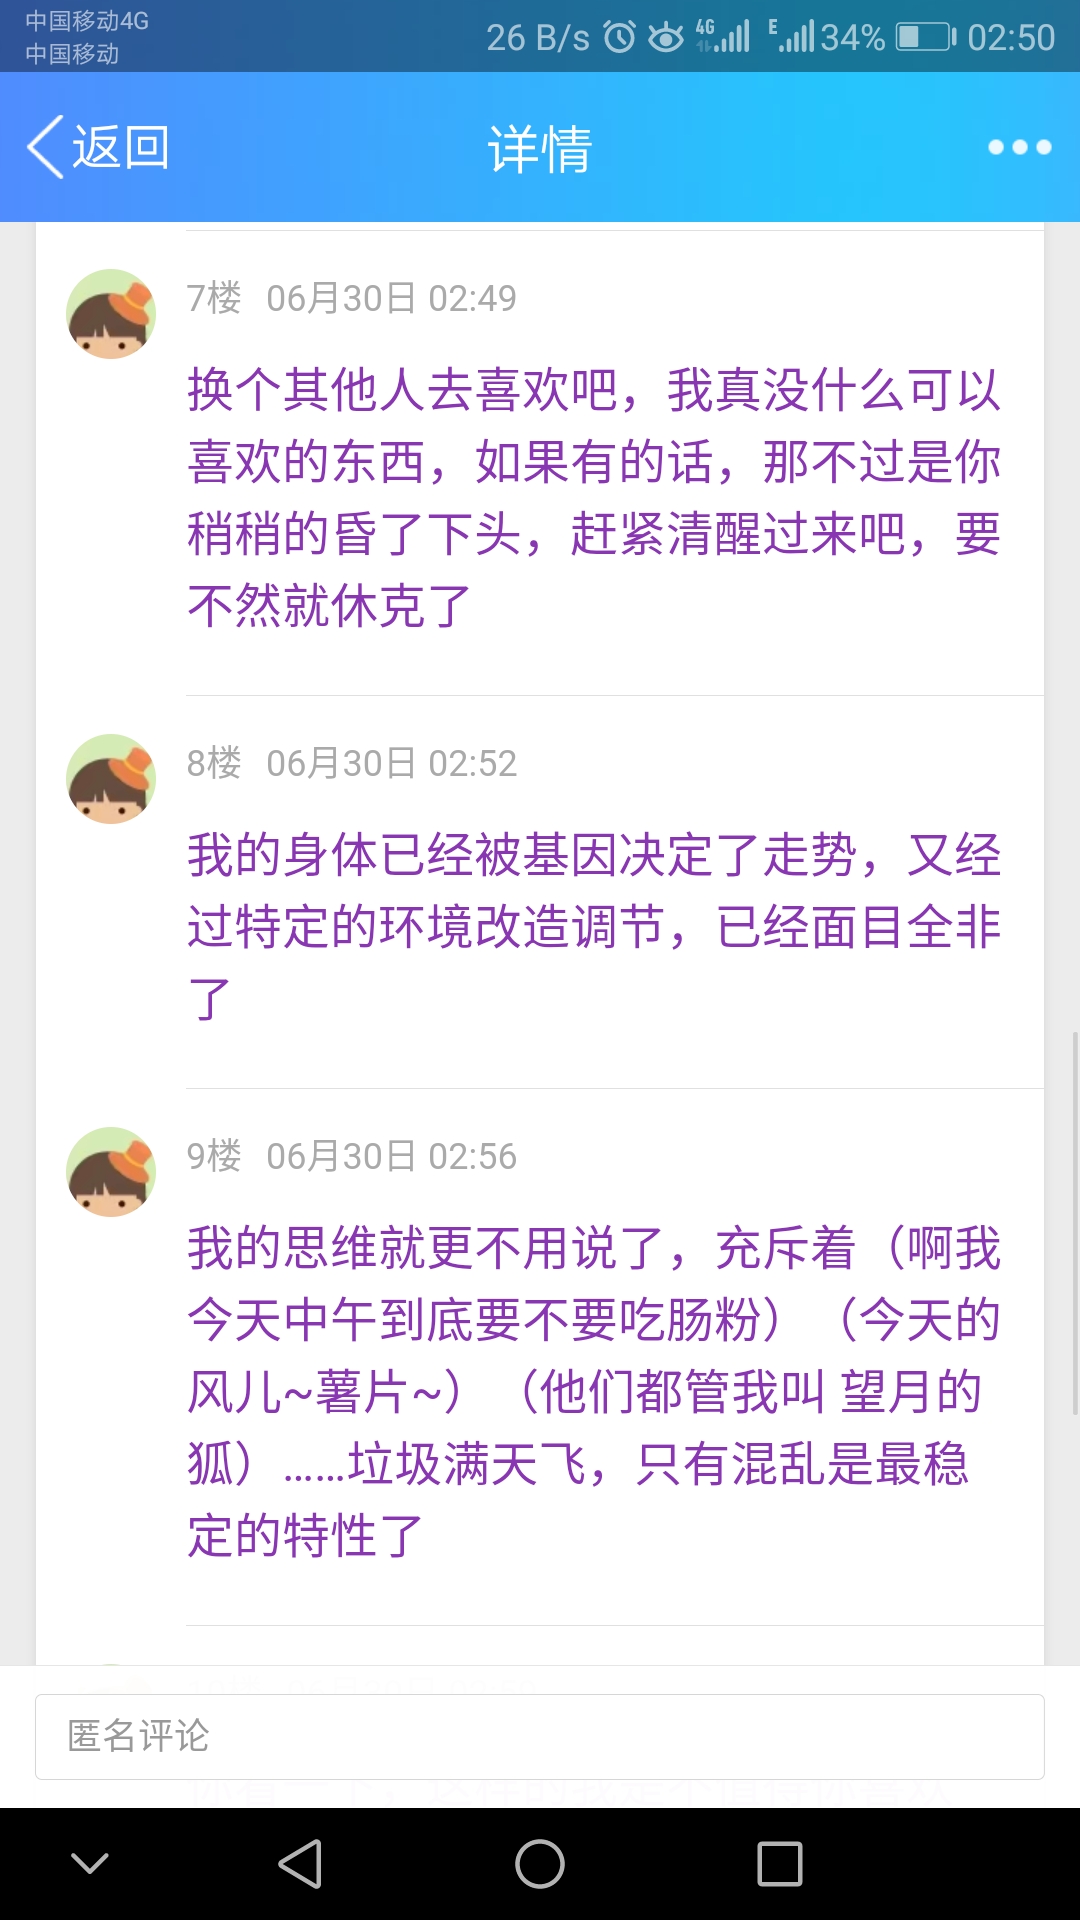 中国移动4G
中国移动
26 B/s 4G E 34% 02:50
返回 详情
7楼 06月30日 02:49
换个其他人去喜欢吧，我真没什么可以
喜欢的东西，如果有的话，那不过是你
稍稍的昏了下头，赶紧清醒过来吧，要
不然就休克了
8楼 06月30日 02:52
我的身体已经被基因决定了走势，又经
过特定的环境改造调节，已经面目全非
了
9楼 06月30日 02:56
我的思维就更不用说了，充斥着（啊我
今天中午到底要不要吃肠粉）（今天的
风儿~薯片~）（他们都管我叫 望月的
狐）……垃圾满天飞，只有混乱是最稳
定的特性了
匿名评论